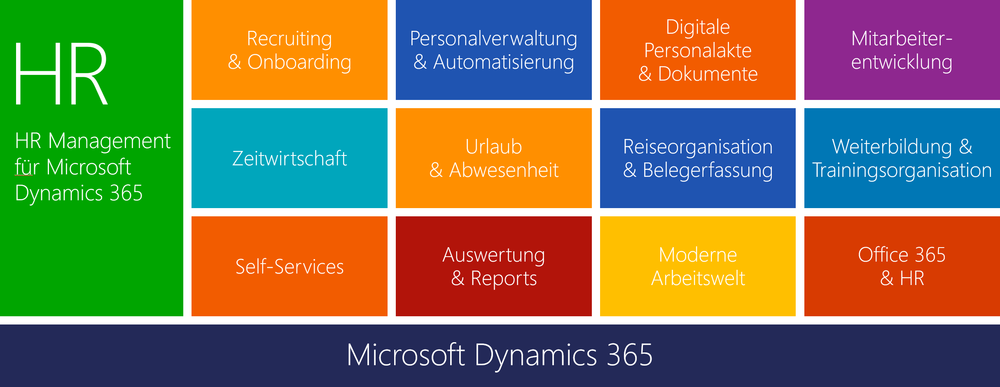 HR
HR Management
für Microsoft
Dynamics 365
Recruiting
& Onboarding
Personalverwaltung
& Automatisierung
Digitale
Personalakte
& Dokumente
Mitarbeiter-
entwicklung
Zeitwirtschaft
Urlaub
& Abwesenheit
Reiseorganisation
& Belegerfassung
Weiterbildung &
Trainingsorganisation
Self-Services
Auswertung
& Reports
Moderne
Arbeitswelt
Office 365
& HR
Microsoft Dynamics 365